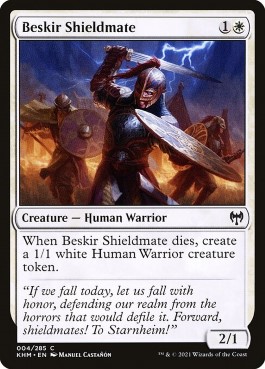 Beskir Shieldmate 1
Creature — Human Warrior
When Beskir Shieldmate dies, create
a 1/1 white Human Warrior creature
token.
"If we fall today, let us fall with
honor, defending our realm from the
horrors that would defile it. Forward,
shieldmates! To Starnheim!"
2/1
004/285 C
KHM • EN Manuel Castañón
™ & © 2021 Wizards of the Coast